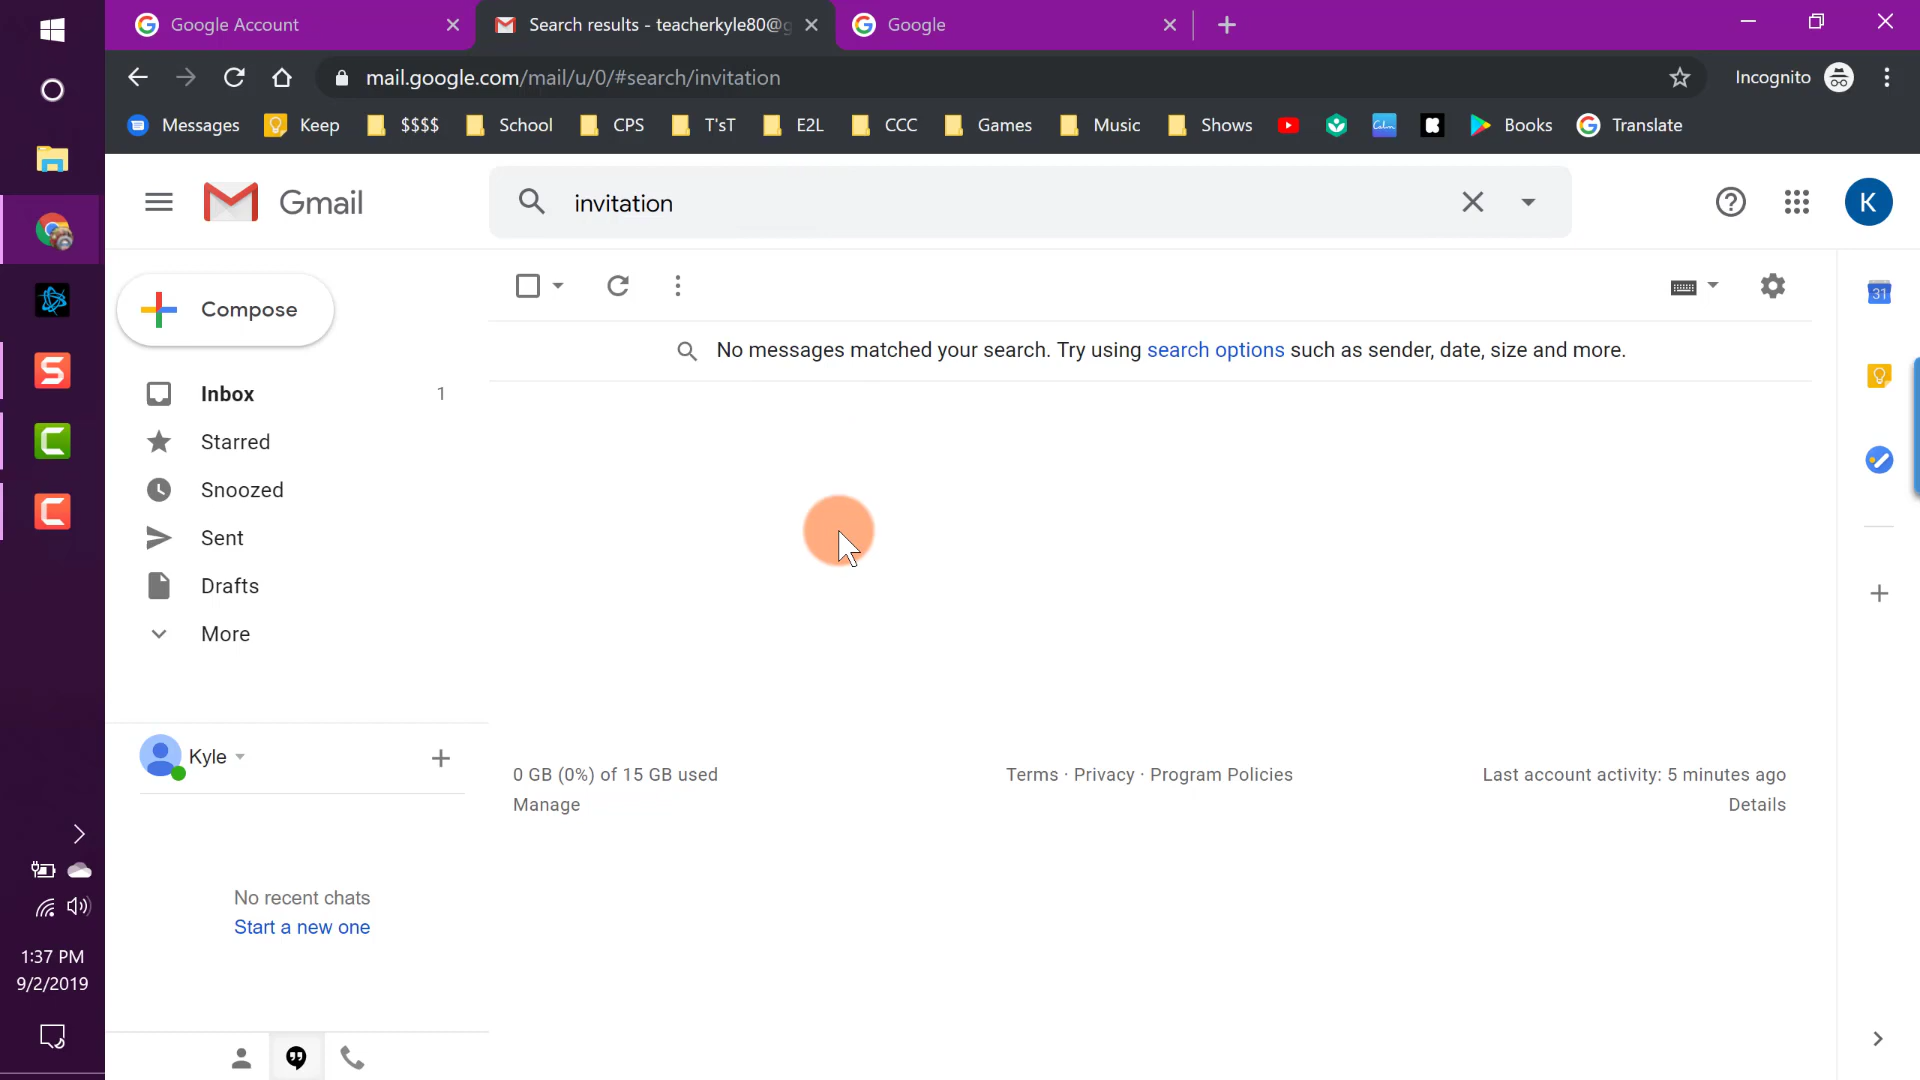 Google Account
Search results - teacherkyle80@g
Google
mail.google.com/mail/u/0/#search/invitation
Incognito
Messages
Keep
$$$$
School
CPS
T'sT
E2L
CCC
Games
Music
Shows
Books
Translate
Gmail
invitation
K
Compose
No messages matched your search. Try using search options such as sender, date, size and more.
Inbox 1
Starred
Snoozed
Sent
Drafts
More
31
Kyle
0 GB (0%) of 15 GB used
Manage
Terms · Privacy · Program Policies
Last account activity: 5 minutes ago
Details
No recent chats
Start a new one
1:37 PM
9/2/2019